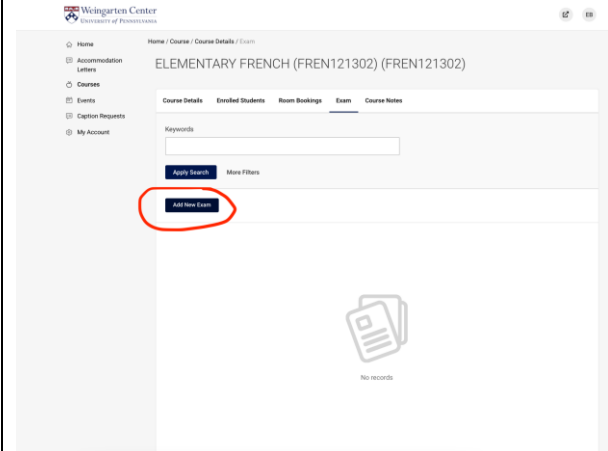 Weingarten Center
UNIVERSITY of PENNSYLVANIA
EB
Home
Accommodation
Letters
Courses
Events
Caption Requests
My Account
Home / Course / Course Details / Exam
ELEMENTARY FRENCH (FREN121302) (FREN121302)
Course Details Enrolled Students Room Bookings Exam Course Notes
Keywords
Apply Search More Filters
Add New Exam
No records